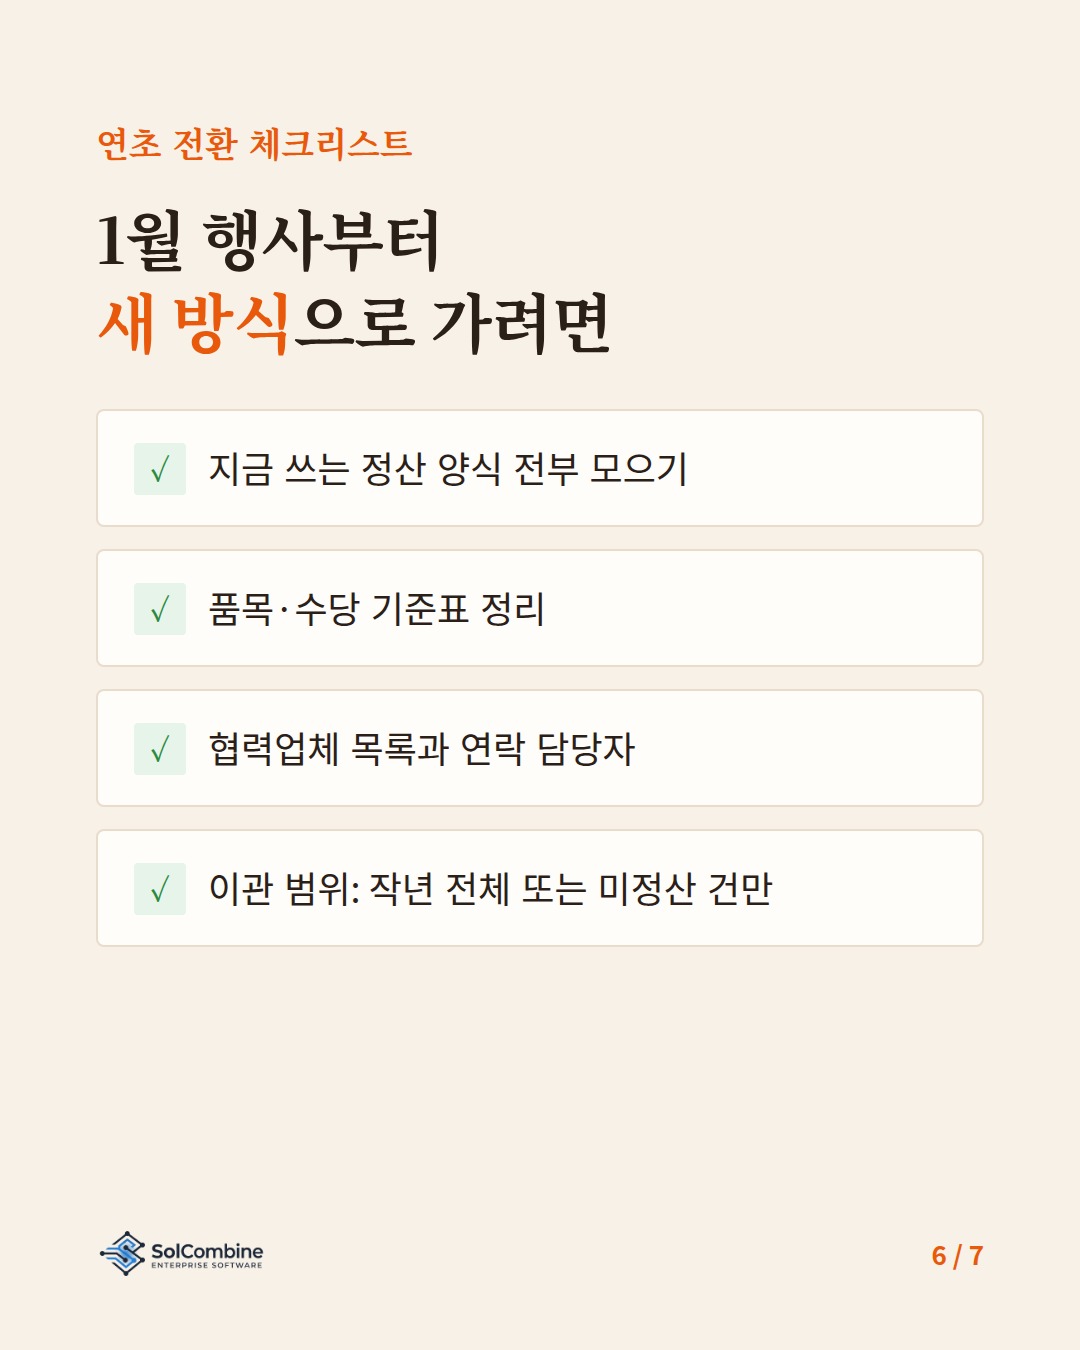 연초 전환 체크리스트
1월 행사부터
새 방식으로 가려면
√ 지금 쓰는 정산 양식 전부 모으기
√ 품목·수당 기준표 정리
√ 협력업체 목록과 연락 담당자
√ 이관 범위: 작년 전체 또는 미정산 건만
SolCombine
ENTERPRISE SOFTWARE
6 / 7